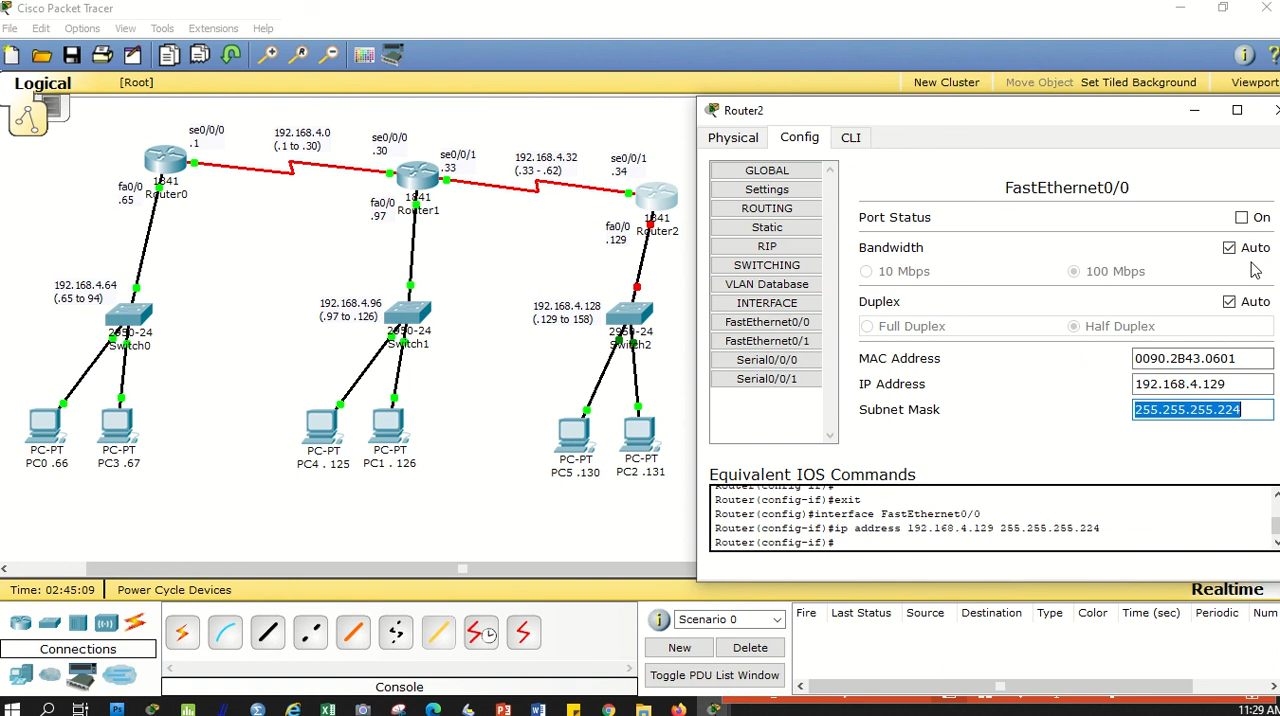 Cisco Packet Tracer
File Edit Options View Tools Extensions Help
Logical [Root] New Cluster Move Object Set Tiled Background Viewport
se0/0/0
.1
192.168.4.0
(.1 to .30)
se0/0/0
.30
1841
Router0
fa0/0
.65
se0/0/1
.33
1841
Router1
fa0/0
.97
192.168.4.32
(.33 - .62)
se0/0/1
.34
1841
Router2
fa0/0
.129
192.168.4.64
(.65 to 94)
2950-24
Switch0
192.168.4.96
(.97 to .126)
2950-24
Switch1
192.168.4.128
(.129 to 158)
2950-24
Switch2
PC-PT
PC0 .66
PC-PT
PC3 .67
PC-PT
PC4 . 125
PC-PT
PC1 . 126
PC-PT
PC5 .130
PC-PT
PC2 .131
Router2
Physical Config CLI
GLOBAL
Settings
ROUTING
Static
RIP
SWITCHING
VLAN Database
INTERFACE
FastEthernet0/0
FastEthernet0/1
Serial0/0/0
Serial0/0/1
FastEthernet0/0
Port Status On
Bandwidth Auto
10 Mbps 100 Mbps
Duplex Auto
Full Duplex Half Duplex
MAC Address 0090.2B43.0601
IP Address 192.168.4.129
Subnet Mask 255.255.255.224
Equivalent IOS Commands
Router(config-if)#
Router(config-if)#exit
Router(config)#interface FastEthernet0/0
Router(config-if)#ip address 192.168.4.129 255.255.255.224
Router(config-if)#
Time: 02:45:09 Power Cycle Devices Realtime
Connections
Console
Scenario 0
New Delete
Toggle PDU List Window
Fire Last Status Source Destination Type Color Time (sec) Periodic Num
11:29 AM